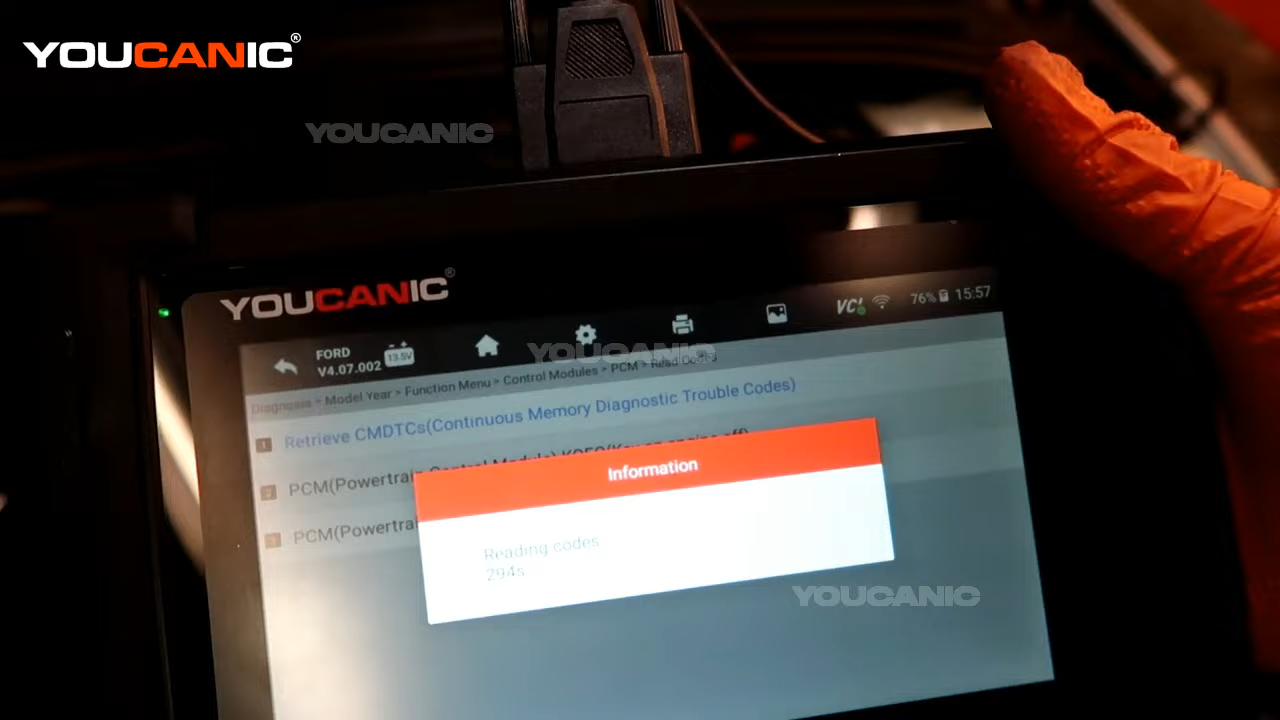 YOUCANIC®
YOUCANIC
YOUCANIC®
FORD
V4.07.002
13.5V
VCI
76%
15:57
YOUCANIC
Diagnosis > Model Year > Function Menu > Control Modules > PCM > Read Codes
1 Retrieve CMDTCs(Continuous Memory Diagnostic Trouble Codes)
2 PCM(Powertrain Control Module) KOEO(Key on engine off)
3 PCM(Powertrai
Information
Reading codes
294s
YOUCANIC